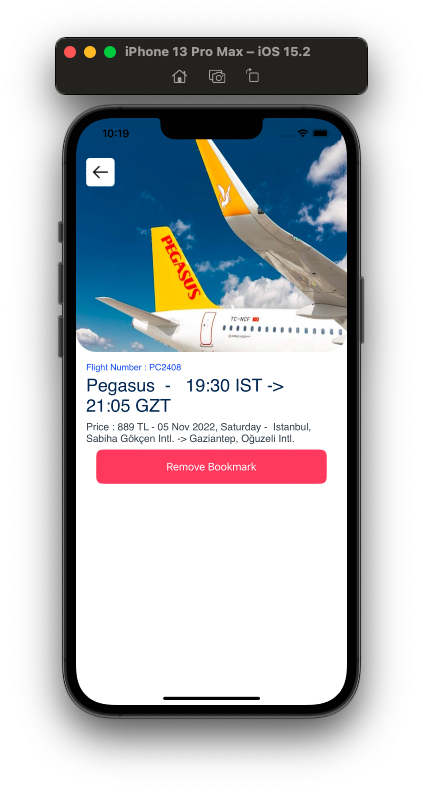 iPhone 13 Pro Max – iOS 15.2
10:19
PEGASUS
TC-NCF
Flight Number : PC2408
Pegasus - 19:30 IST ->
21:05 GZT
Price : 889 TL - 05 Nov 2022, Saturday - Istanbul,
Sabiha Gökçen Intl. -> Gaziantep, Oğuzeli Intl.
Remove Bookmark